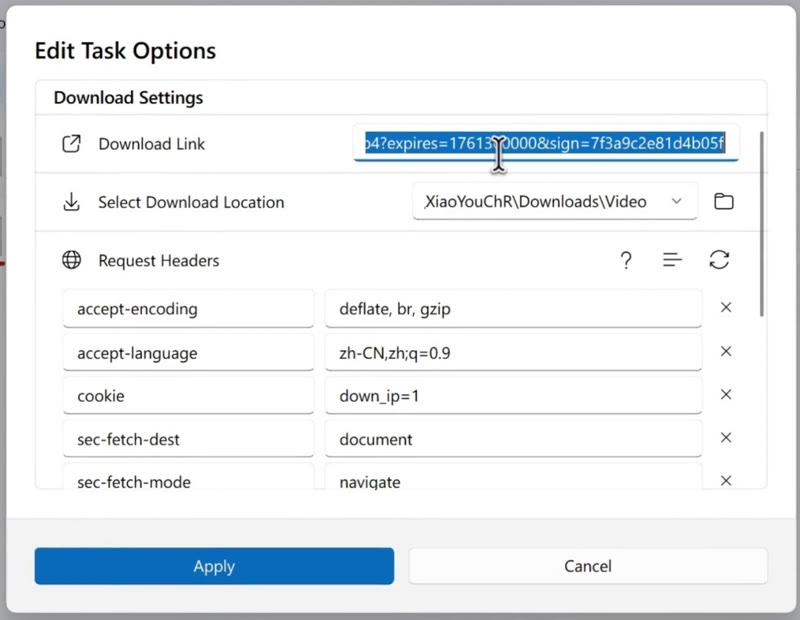 Edit Task Options
Download Settings
Download Link
p4?expires=1761 0000&sign=7f3a9c2e81d4b05f
Select Download Location
XiaoYouChR\Downloads\Video
Request Headers
?
accept-encoding deflate, br, gzip
accept-language zh-CN,zh;q=0.9
cookie down_ip=1
sec-fetch-dest document
sec-fetch-mode navigate
Apply Cancel